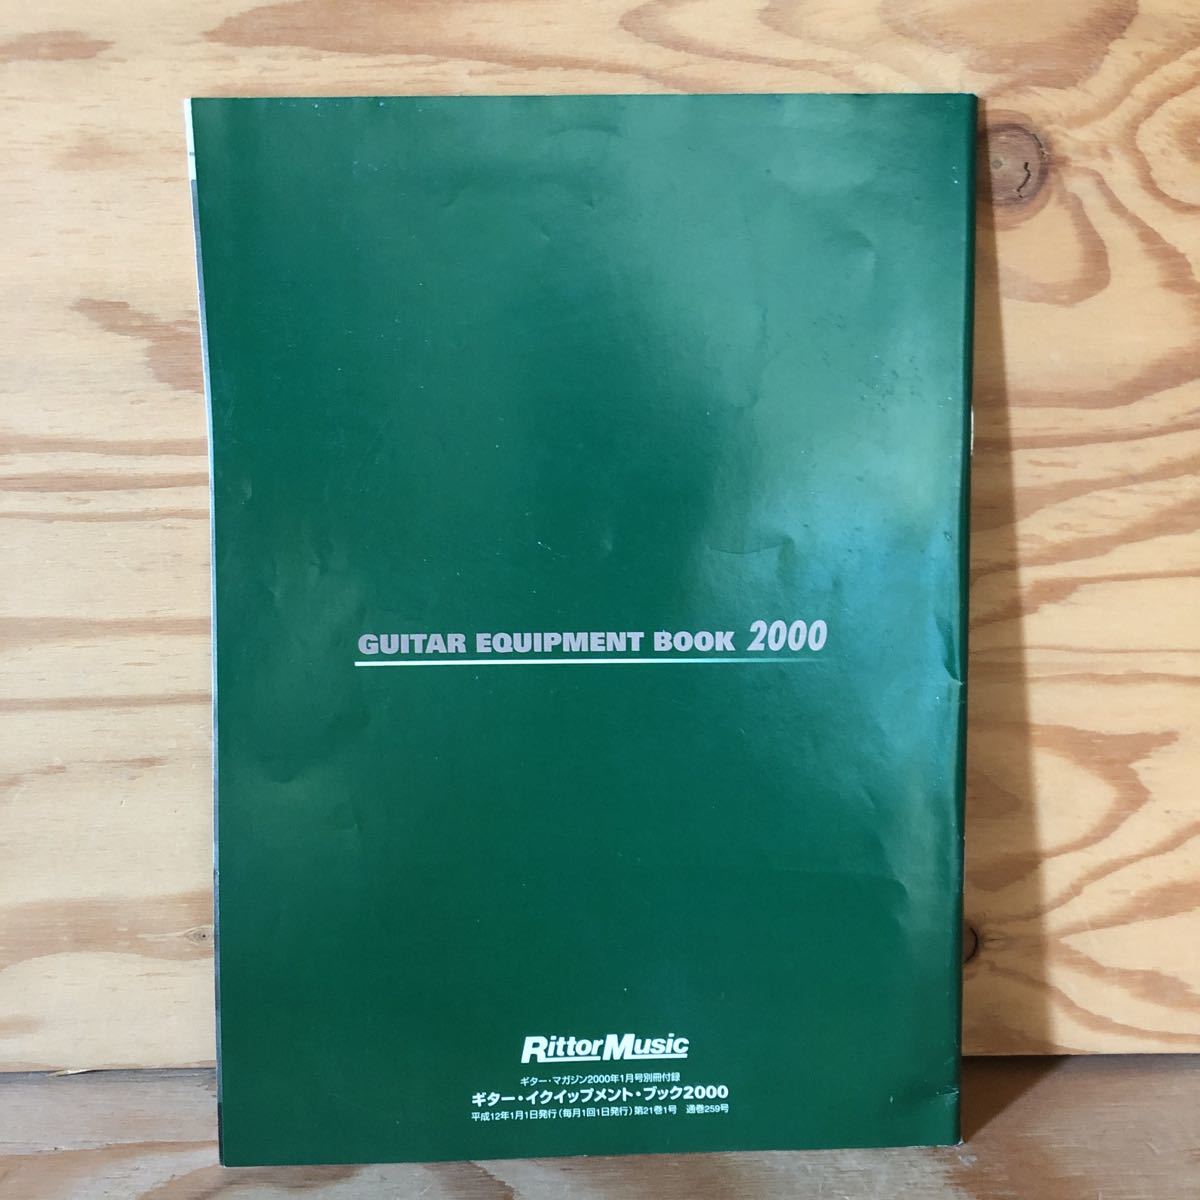 GUITAR EQUIPMENT BOOK 2000
RittorMusic
ギター・マガジン2000年1月号別冊付録
ギター・イクイップメント・ブック2000
平成12年1月1日発行(毎月1回1日発行)第21巻1号 通巻259号